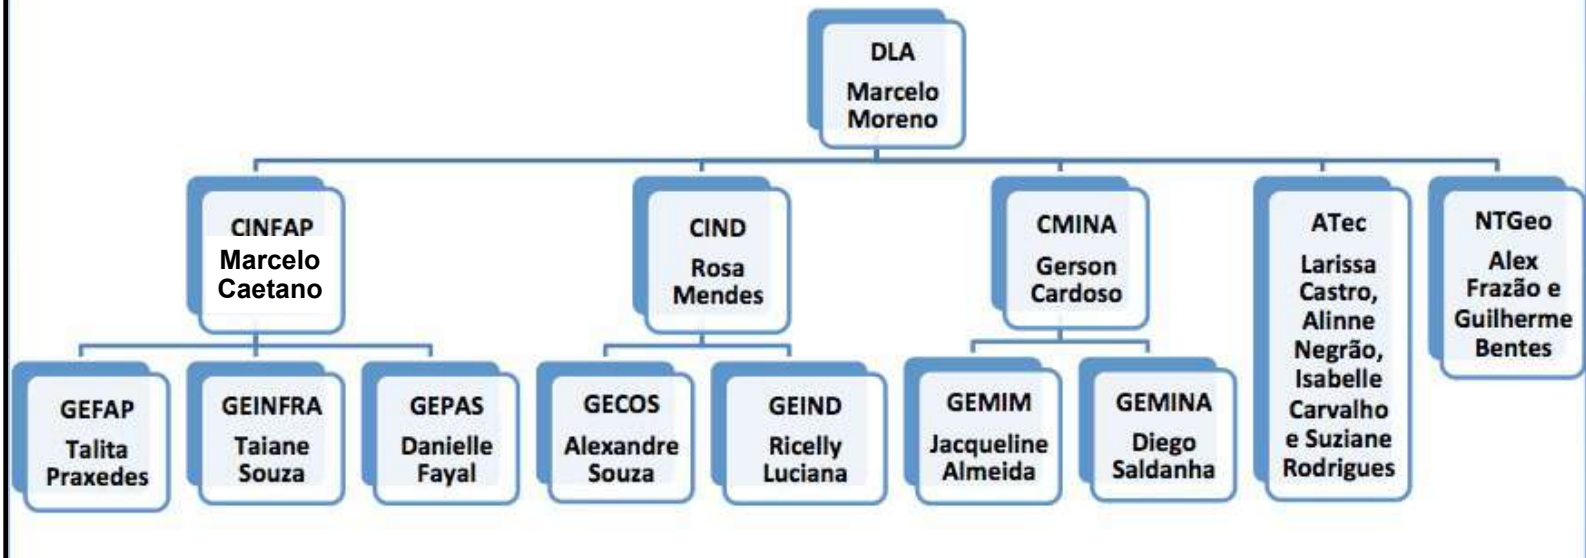 DLA
Marcelo
Moreno
CINFAP
Marcelo
Caetano
CIND
Rosa
Mendes
CMINA
Gerson
Cardoso
ATec
Larissa
Castro,
Alinne
Negrão,
Isabelle
Carvalho
e Suziane
Rodrigues
NTGeo
Alex
Frazão e
Guilherme
Bentes
GEFAP
Talita
Praxedes
GEINFRA
Taiane
Souza
GEPAS
Danielle
Fayal
GECOS
Alexandre
Souza
GEIND
Ricelly
Luciana
GEMIM
Jacqueline
Almeida
GEMINA
Diego
Saldanha